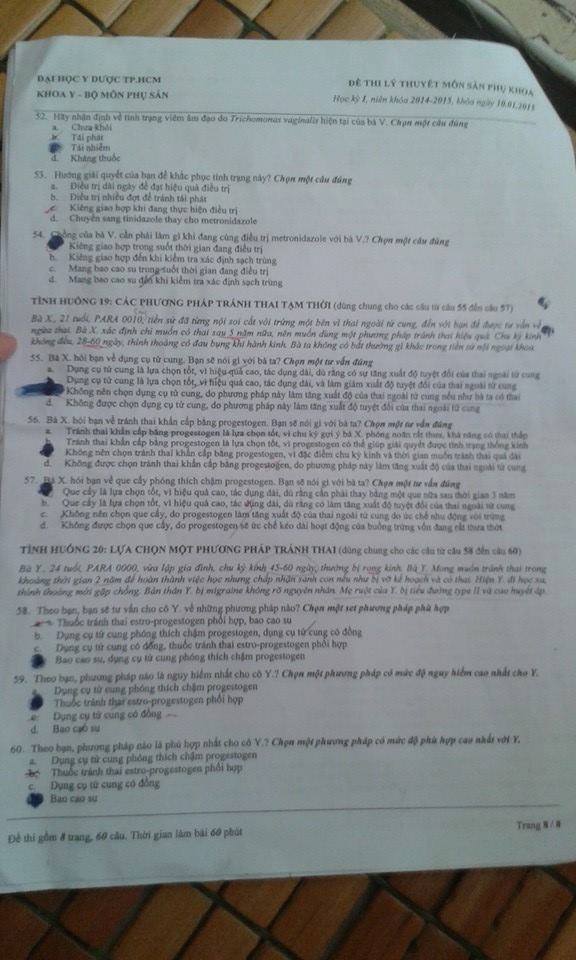 ĐẠI HỌC Y DƯỢC TP.HCM
KHOA Y - BỘ MÔN PHỤ SẢN
ĐỀ THI LÝ THUYẾT MÔN SẢN PHỤ KHOA
Học kỳ I, niên khóa 2014-2015, khóa ngày 10.01.2015
52. Hãy nhận định về tình trạng viêm âm đạo do Trichomonas vaginalis hiện tại của bà V. Chọn một câu đúng
a. Chưa khỏi
Tái phát
Tái nhiễm
d. Kháng thuốc
53. Hướng giải quyết của bạn để khắc phục tình trạng này? Chọn một câu đúng
a. Điều trị dài ngày để đạt hiệu quả điều trị
b. Điều trị nhiều đợt để tránh tái phát
c. Kiêng giao hợp khi đang thực hiện điều trị
d. Chuyển sang tinidazole thay cho metronidazole
54. Chồng của bà V. cần phải làm gì khi đang cùng điều trị metronidazole với bà V.? Chọn một câu đúng
Kiêng giao hợp trong suốt thời gian đang điều trị
b. Kiêng giao hợp đến khi kiểm tra xác định sạch trùng
c. Mang bao cao su trong suốt thời gian đang điều trị
d. Mang bao cao su đến khi kiểm tra xác định sạch trùng
TÌNH HUỐNG 19: CÁC PHƯƠNG PHÁP TRÁNH THAI TẠM THỜI (dùng chung cho các câu từ câu 55 đến câu 57)
Bà X., 21 tuổi, PARA 0010, tiền sử đã từng nội soi cắt vòi trứng một bên vì thai ngoài tử cung, đến với bạn để được tư vấn về
ngừa thai. Bà X. xác định chỉ muốn có thai sau 5 năm nữa, nên muốn dùng một phương pháp tránh thai hiệu quả. Chu kỳ kinh
không đều, 28-60 ngày, thỉnh thoảng có đau bụng khi hành kinh. Bà ta không có bất thường gì khác trong tiền sử nội ngoại khoa.
55. Bà X. hỏi bạn về dụng cụ tử cung. Bạn sẽ nói gì với bà ta? Chọn một tư vấn đúng
a. Dụng cụ tử cung là lựa chọn tốt, vì hiệu quả cao, tác dụng dài, dù rằng có sự tăng xuất độ tuyệt đối của thai ngoài tử cung
Dụng cụ tử cung là lựa chọn tốt, vì hiệu quả cao, tác dụng dài, và làm giảm xuất độ tuyệt đối của thai ngoài tử cung
Không nên chọn dụng cụ tử cung, do phương pháp này làm tăng xuất độ của thai ngoài tử cung nếu như bà ta có thai
d. Không được chọn dụng cụ tử cung, do phương pháp này làm tăng xuất độ tuyệt đối của thai ngoài tử cung
56. Bà X. hỏi bạn về tránh thai khẩn cấp bằng progestogen. Bạn sẽ nói gì với bà ta? Chọn một tư vấn đúng
a. Tránh thai khẩn cấp bằng progestogen là lựa chọn tốt, vì chu kỳ gợi ý bà X. phóng noãn rất thưa, khả năng có thai thấp
Tránh thai khẩn cấp bằng progestogen là lựa chọn tốt, vì progestogen có thể giúp giải quyết được tình trạng thống kinh
Không nên chọn tránh thai khẩn cấp bằng progestogen, vì đặc điểm chu kỳ kinh và thời gian muốn tránh thai quá dài
d. Không được chọn tránh thai khẩn cấp bằng progestogen, do phương pháp này làm tăng xuất độ của thai ngoài tử cung
57. Bà X. hỏi bạn về que cấy phóng thích chậm progestogen. Bạn sẽ nói gì với bà ta? Chọn một tư vấn đúng
Que cấy là lựa chọn tốt, vì hiệu quả cao, tác dụng dài, dù rằng cần phải thay bằng một que nữa sau thời gian 3 năm
b. Que cấy là lựa chọn tốt, vì hiệu quả cao, tác dụng dài, dù rằng có làm tăng xuất độ tuyệt đối của thai ngoài tử cung
c. Không nên chọn que cấy, do progestogen làm tăng xuất độ của thai ngoài tử cung do ức chế nhu động vòi trứng
d. Không được chọn que cấy, do progestogen sẽ ức chế kéo dài hoạt động của buồng trứng vốn đang rất thưa thớt
TÌNH HUỐNG 20: LỰA CHỌN MỘT PHƯƠNG PHÁP TRÁNH THAI (dùng chung cho các câu từ câu 58 đến câu 60)
Bà Y., 24 tuổi, PARA 0000, vừa lập gia đình, chu kỳ kinh 45-60 ngày, thường bị rong kinh. Bà Y. Mong muốn tránh thai trong
khoảng thời gian 2 năm để hoàn thành việc học nhưng chấp nhận sanh con nếu như bị vỡ kế hoạch và có thai. Hiện Y. đi học xa,
thỉnh thoảng mới gặp chồng. Bản thân Y. bị migraine không rõ nguyên nhân. Mẹ ruột của Y. bị tiểu đường type II và cao huyết áp.
58. Theo bạn, bạn sẽ tư vấn cho cô Y. về những phương pháp nào? Chọn một set phương pháp phù hợp
Thuốc tránh thai estro-progestogen phối hợp, bao cao su
b. Dụng cụ tử cung phóng thích chậm progestogen, dụng cụ tử cung có đồng
c. Dụng cụ tử cung có đồng, thuốc tránh thai estro-progestogen phối hợp
Bao cao su, dụng cụ tử cung phóng thích chậm progestogen
59. Theo bạn, phương pháp nào là nguy hiểm nhất cho cô Y.? Chọn một phương pháp có mức độ nguy hiểm cao nhất cho Y.
Dụng cụ tử cung phóng thích chậm progestogen
Thuốc tránh thai estro-progestogen phối hợp
c. Dụng cụ tử cung có đồng
d. Bao cao su
60. Theo bạn, phương pháp nào là phù hợp nhất cho cô Y.? Chọn một phương pháp có mức độ phù hợp cao nhất với Y.
a. Dụng cụ tử cung phóng thích chậm progestogen
b. Thuốc tránh thai estro-progestogen phối hợp
c. Dụng cụ tử cung có đồng
Bao cao su
Đề thi gồm 8 trang, 60 câu. Thời gian làm bài 60 phút
Trang 8 / 8